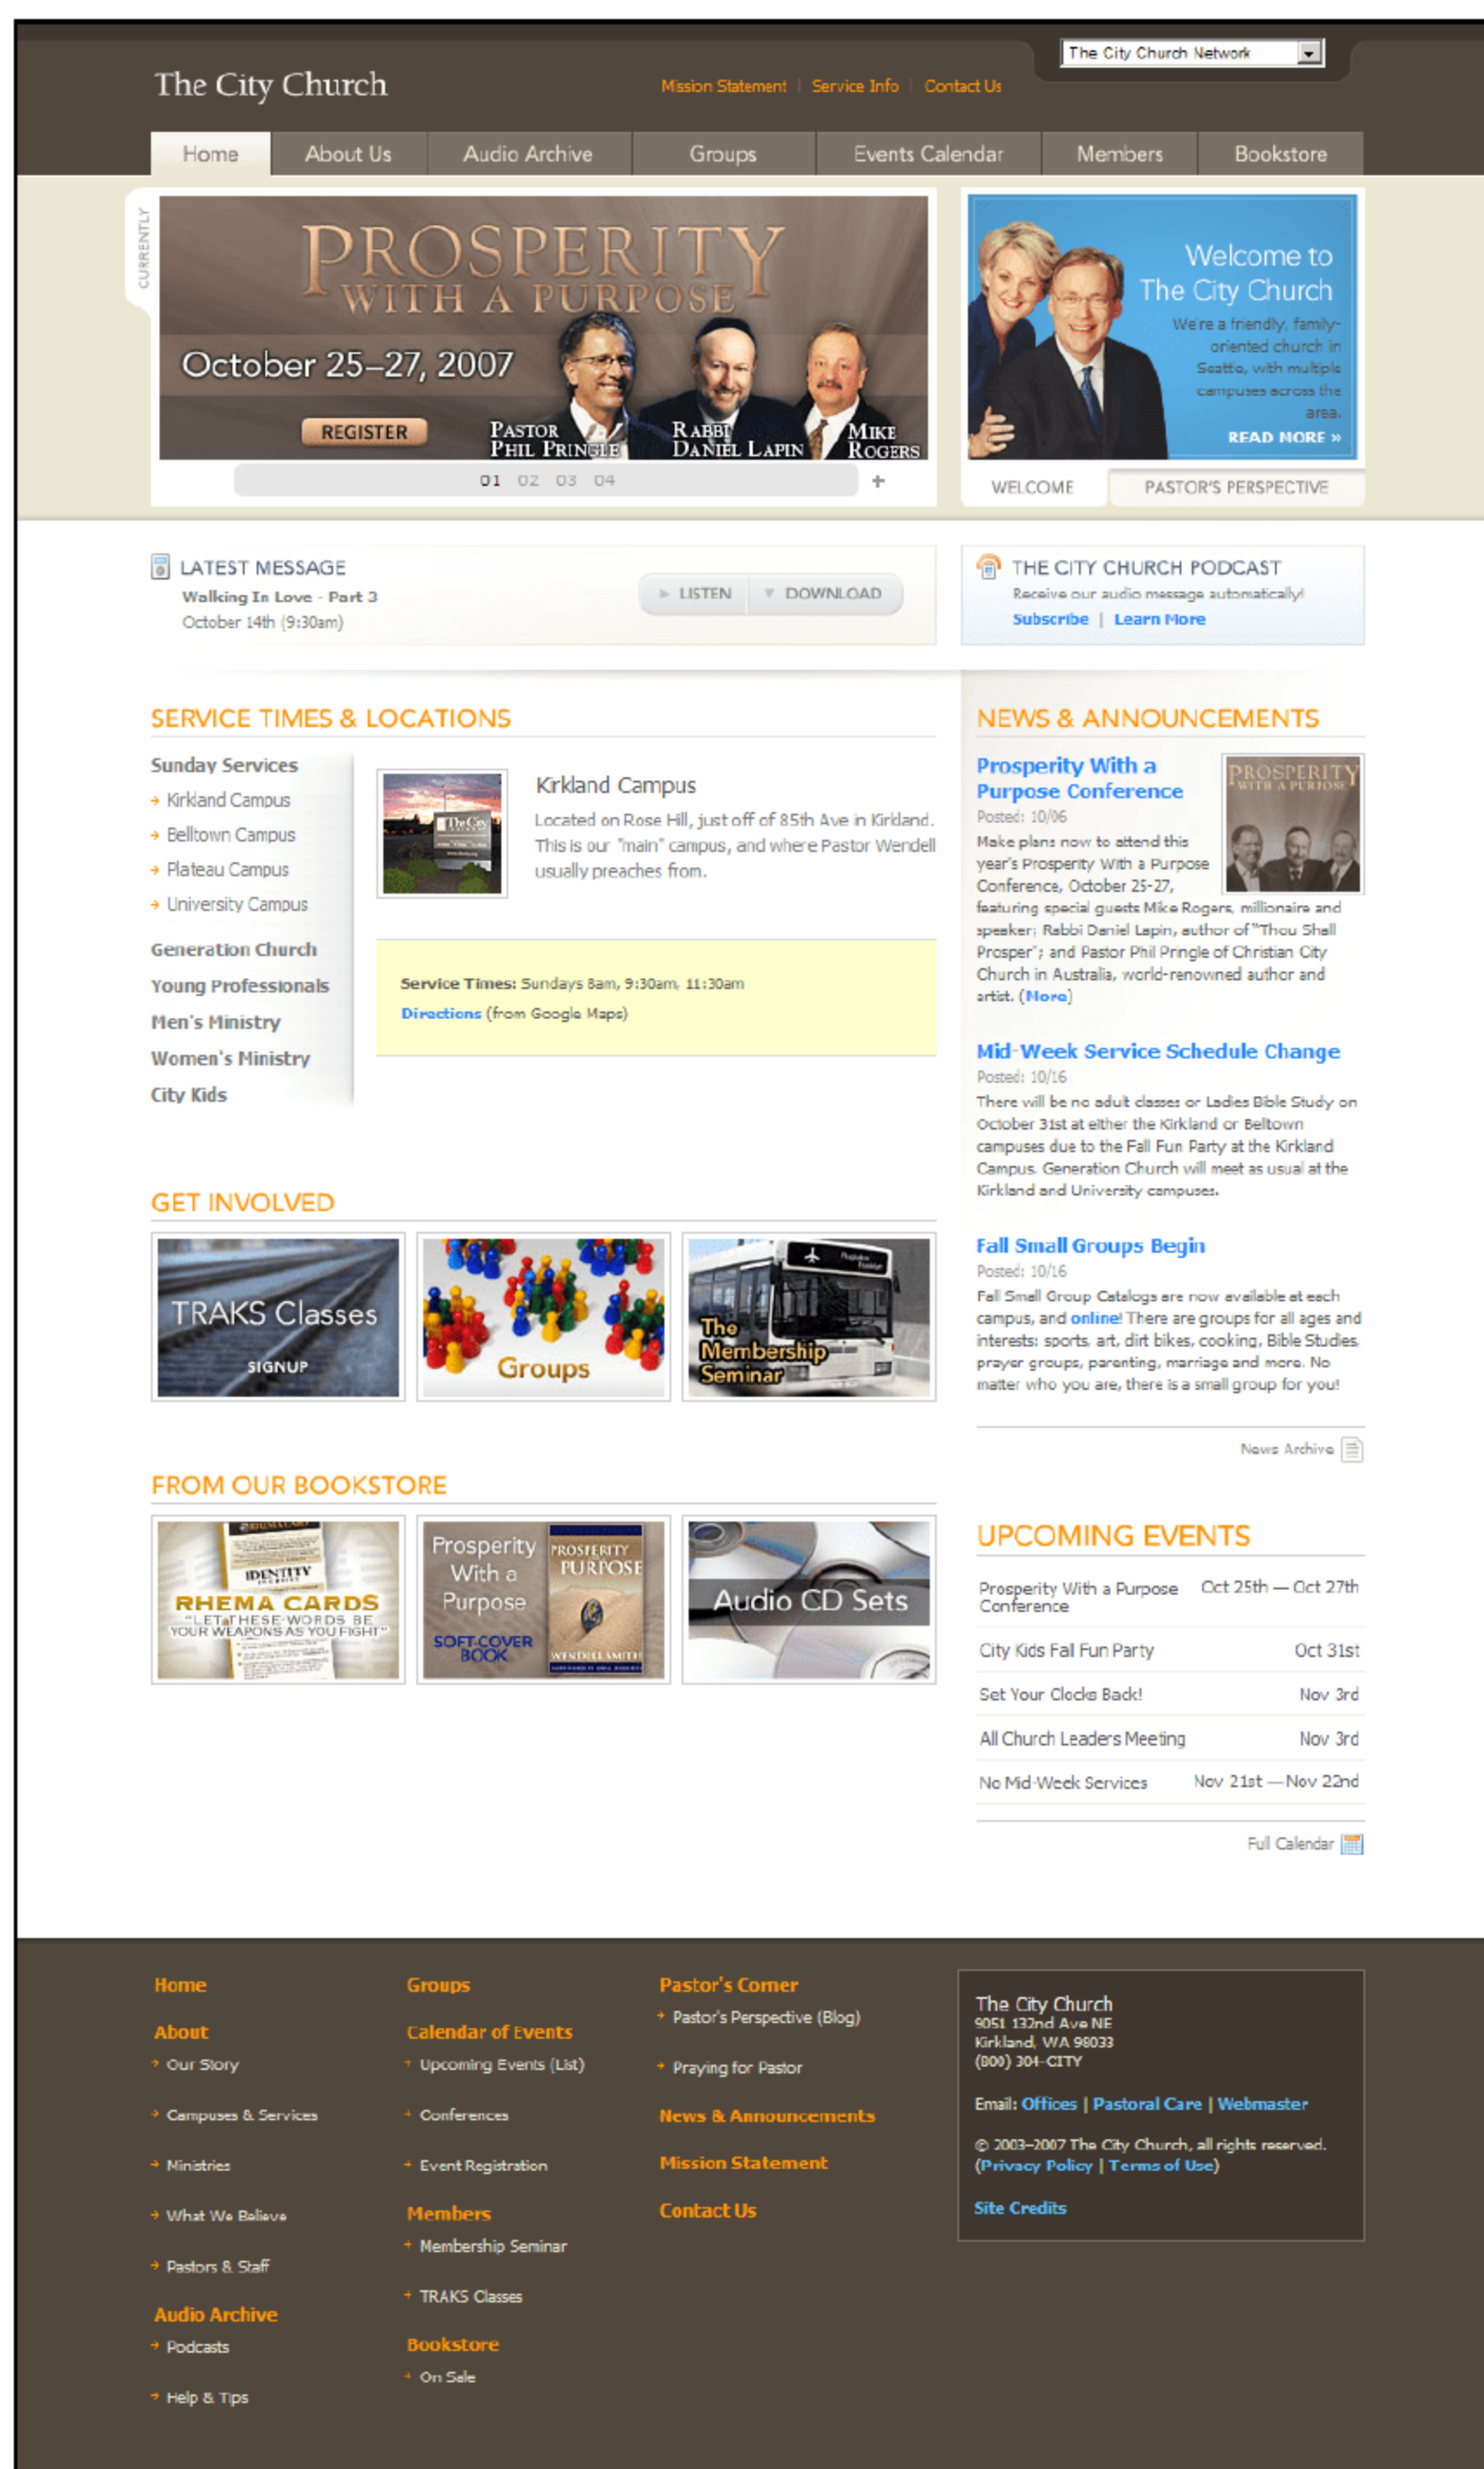 The City Church Network
The City Church
Mission Statement | Service Info | Contact Us
Home
About Us
Audio Archive
Groups
Events Calendar
Members
Bookstore
CURRENTLY
PROSPERITY
WITH A PURPOSE
October 25–27, 2007
REGISTER
PASTOR
PHIL PRINGLE
RABBI
DANIEL LAPIN
MIKE
ROGERS
01 02 03 04
+
Welcome to
The City Church
We're a friendly, family-
oriented church in
Seattle, with multiple
campuses across the
area.
READ MORE »
WELCOME
PASTOR'S PERSPECTIVE
LATEST MESSAGE
Walking In Love - Part 3
October 14th (9:30am)
LISTEN
DOWNLOAD
THE CITY CHURCH PODCAST
Receive our audio message automatically!
Subscribe | Learn More
SERVICE TIMES & LOCATIONS
Sunday Services
Kirkland Campus
Belltown Campus
Plateau Campus
University Campus
Generation Church
Young Professionals
Men's Ministry
Women's Ministry
City Kids
The City
Kirkland Campus
Located on Rose Hill, just off of 85th Ave in Kirkland.
This is our "main" campus, and where Pastor Wendell
usually preaches from.
Service Times: Sundays 8am, 9:30am, 11:30am
Directions (from Google Maps)
GET INVOLVED
TRAKS Classes
SIGNUP
Groups
The
Membership
Seminar
FROM OUR BOOKSTORE
IDENTITY
RHEMA CARDS
"LET THESE WORDS BE
YOUR WEAPONS AS YOU FIGHT"
Prosperity
With a
Purpose
SOFT-COVER
BOOK
PROSPERITY
PURPOSE
WENDELL SMITH
Audio CD Sets
NEWS & ANNOUNCEMENTS
Prosperity With a
Purpose Conference
Posted: 10/06
PROSPERITY
WITH A PURPOSE
Make plans now to attend this
year's Prosperity With a Purpose
Conference, October 25-27,
featuring special guests Mike Rogers, millionaire and
speaker; Rabbi Daniel Lapin, author of "Thou Shall
Prosper"; and Pastor Phil Pringle of Christian City
Church in Australia, world-renowned author and
artist. (More)
Mid-Week Service Schedule Change
Posted: 10/16
There will be no adult classes or Ladies Bible Study on
October 31st at either the Kirkland or Beltown
campuses due to the Fall Fun Party at the Kirkland
Campus. Generation Church will meet as usual at the
Kirkland and University campuses.
Fall Small Groups Begin
Posted: 10/16
Fall Small Group Catalogs are now available at each
campus, and online! There are groups for all ages and
interests: sports, art, dirt bikes, cooking, Bible Studies,
prayer groups, parenting, marriage and more. No
matter who you are, there is a small group for you!
News Archive
UPCOMING EVENTS
Prosperity With a Purpose Oct 25th — Oct 27th
Conference
City Kids Fall Fun Party Oct 31st
Set Your Clocks Back! Nov 3rd
All Church Leaders Meeting Nov 3rd
No Mid-Week Services Nov 21st — Nov 22nd
Full Calendar
Home
About
Our Story
Campuses & Services
Ministries
What We Believe
Pastors & Staff
Audio Archive
Podcasts
Help & Tips
Groups
Calendar of Events
Upcoming Events (List)
Conferences
Event Registration
Members
Membership Seminar
TRAKS Classes
Bookstore
On Sale
Pastor's Corner
Pastor's Perspective (Blog)
Praying for Pastor
News & Announcements
Mission Statement
Contact Us
The City Church
9051 132nd Ave NE
Kirkland, WA 98033
(800) 304-CITY
Email: Offices | Pastoral Care | Webmaster
© 2003–2007 The City Church, all rights reserved.
(Privacy Policy | Terms of Use)
Site Credits